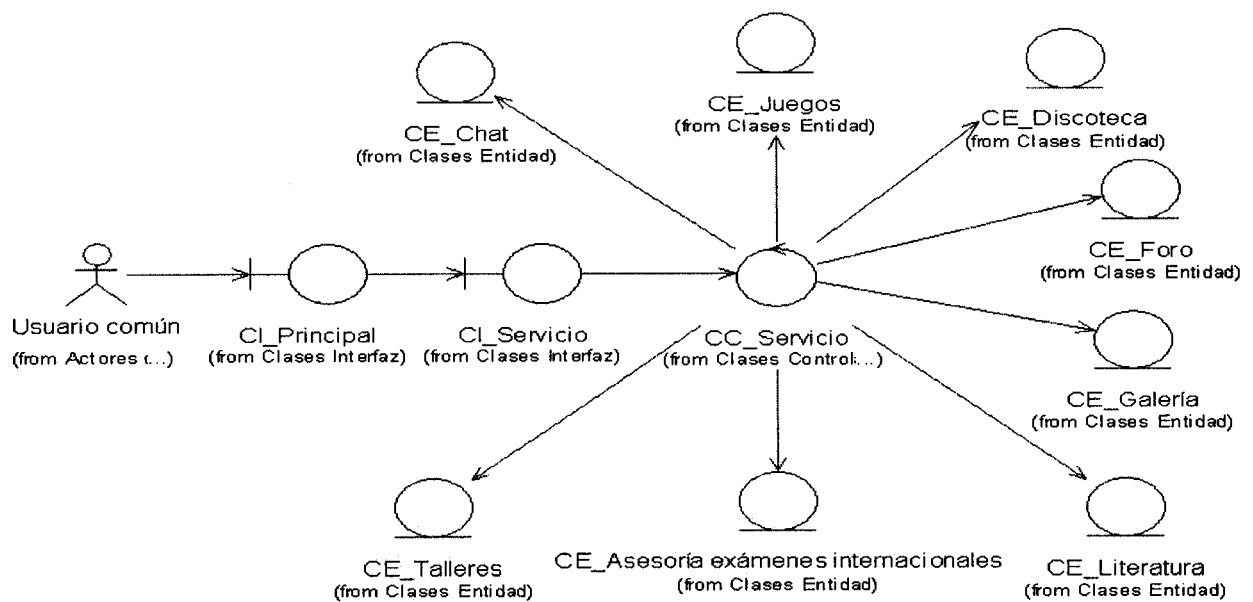 CE_Chat
(from Clases Entidad)
CE_Juegos
(from Clases Entidad)
CE_Discoteca
(from Clases Entidad)
CE_Foro
(from Clases Entidad)
Usuario común
(from Actores (...)
CI_Principal
(from Clases Interfaz)
CI_Servicio
(from Clases Interfaz)
CC_Servicio
(from Clases Control...)
CE_Galería
(from Clases Entidad)
CE_Talleres
(from Clases Entidad)
CE_Asesoría exámenes internacionales
(from Clases Entidad)
CE_Literatura
(from Clases Entidad)